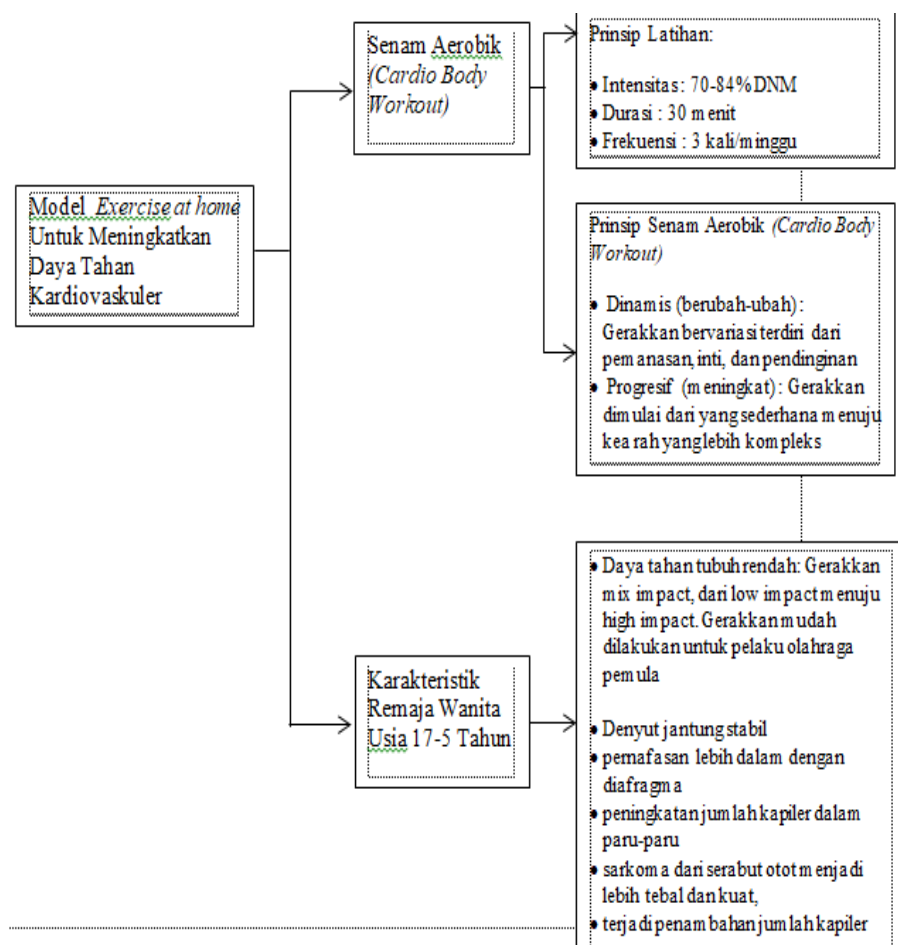 Model Exercise at home
Untuk Meningkatkan
Daya Tahan
Kardiovaskuler
Senam Aerobik
(Cardio Body
Workout)
Prinsip Latihan:
• Intensitas : 70-84% DNM
• Durasi : 30 menit
• Frekuensi : 3 kali/minggu
Prinsip Senam Aerobik (Cardio Body
Workout)
• Dinamis (berubah-ubah) :
Gerakkan bervariasi terdiri dari
pemanasan, inti, dan pendinginan
• Progresif (meningkat) : Gerakkan
dimulai dari yang sederhana menuju
kea rah yang lebih kompleks
Karakteristik
Remaja Wanita
Usia 17-5 Tahun
• Daya tahan tubuh rendah: Gerakkan
mix impact, dari low impact menuju
high impact. Gerakkan mudah
dilakukan untuk pelaku olahraga
pemula
• Denyut jantung stabil
• pernafasan lebih dalam dengan
diafragma
• peningkatan jumlah kapiler dalam
paru-paru
• sarkoma dari serabut otot menjadi
lebih tebal dan kuat,
• terjadi penambahan jumlah kapiler